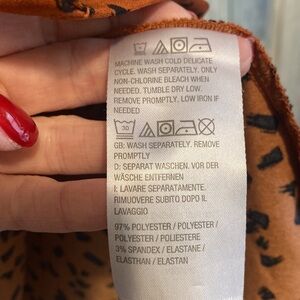 MACHINE WASH COLD DELICATE
CYCLE. WASH SEPARATELY. ONLY
NON-CHLORINE BLEACH WHEN
NEEDED. TUMBLE DRY LOW.
REMOVE PROMPTLY. LOW IRON IF
NEEDED
30
GB: WASH SEPARATELY. REMOVE
PROMPTLY
D: SEPARAT WASCHEN. VOR DER
WÄSCHE ENTFERNEN
I: LAVARE SEPARATAMENTE.
RIMUOVERE SUBITO DOPO IL
LAVAGGIO
97% POLYESTER / POLYESTER /
POLYESTER / POLIESTERE
3% SPANDEX / ELASTANE /
ELASTHAN / ELASTAN